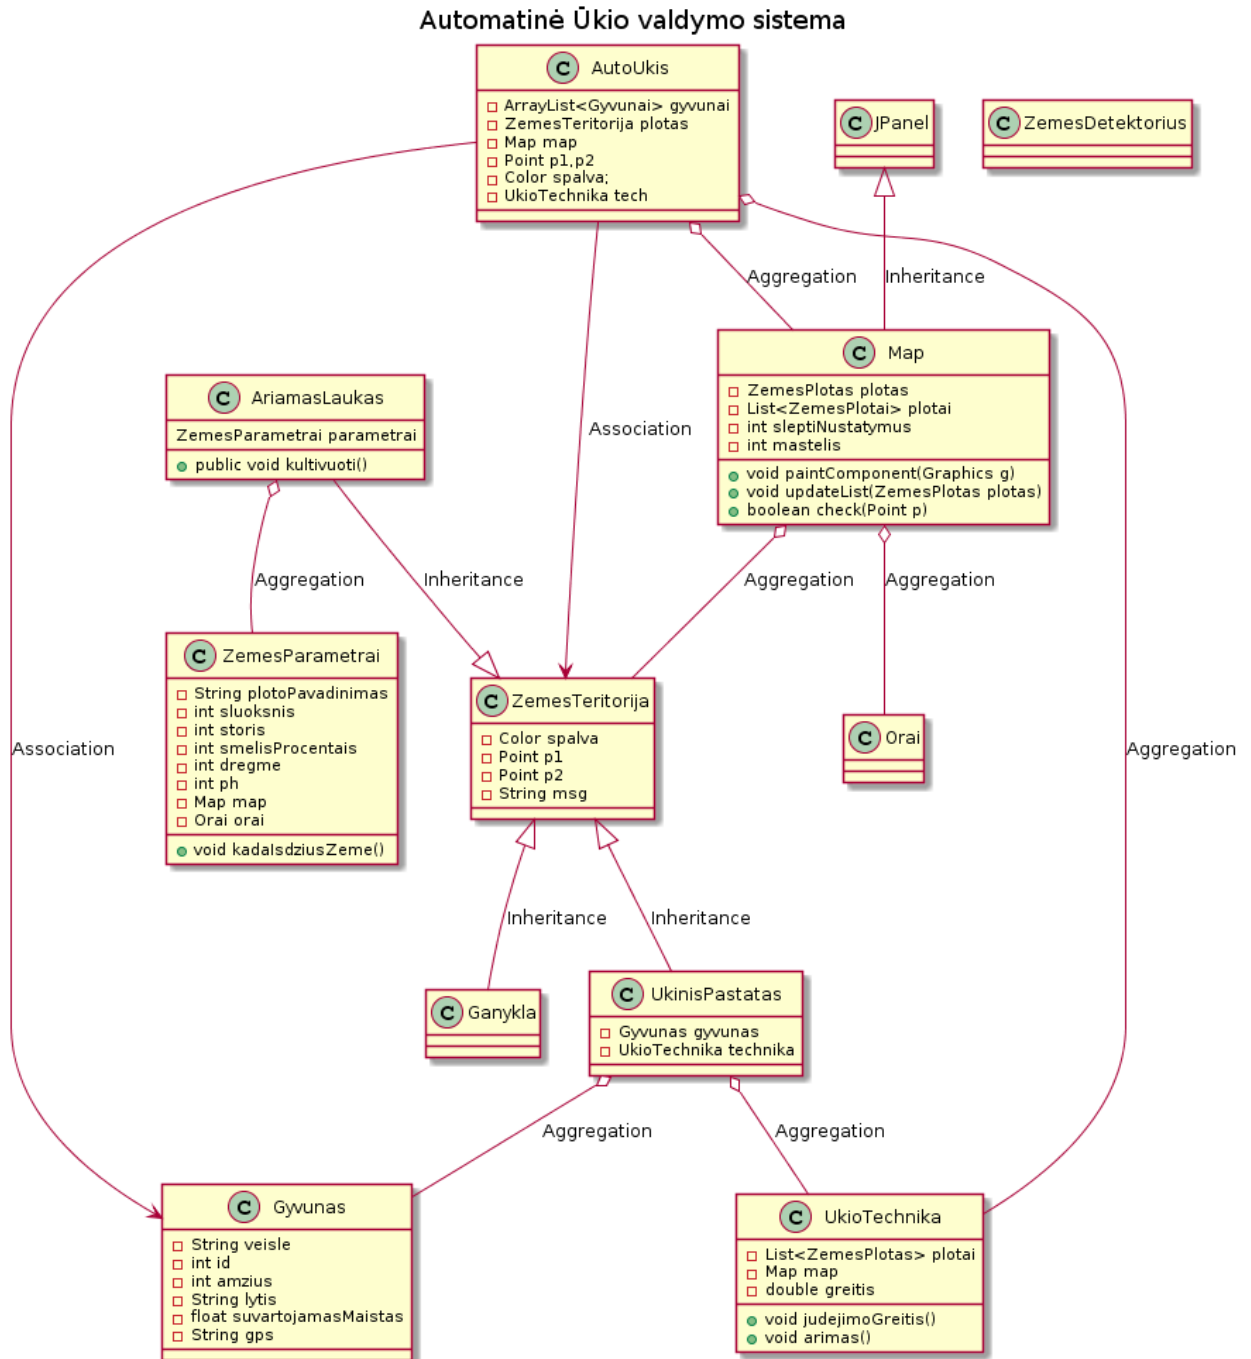 Automatinė Ūkio valdymo sistema
C AutoUkis
ArrayList<Gyvunai> gyvunai
ZemesTeritorija plotas
Map map
Point p1,p2
Color spalva;
UkioTechnika tech
C JPanel
C ZemesDetektorius
Aggregation
Inheritance
C Map
ZemesPlotas plotas
List<ZemesPlotai> plotai
int sleptiNustatymus
int mastelis
void paintComponent(Graphics g)
void updateList(ZemesPlotas plotas)
boolean check(Point p)
C AriamasLaukas
ZemesParametrai parametrai
public void kultivuoti()
Association
Aggregation
Inheritance
Aggregation
Aggregation
C ZemesParametrai
String plotoPavadinimas
int sluoksnis
int storis
int smelisProcentais
int dregme
int ph
Map map
Orai orai
void kadaIsdziusZeme()
C ZemesTeritorija
Color spalva
Point p1
Point p2
String msg
C Orai
Association
Aggregation
Inheritance
Inheritance
C Ganykla
C UkinisPastatas
Gyvunas gyvunas
UkioTechnika technika
Aggregation
Aggregation
C Gyvunas
String veisle
int id
int amzius
String lytis
float suvartojamasMaistas
String gps
C UkioTechnika
List<ZemesPlotas> plotai
Map map
double greitis
void judejimoGreitis()
void arimas()